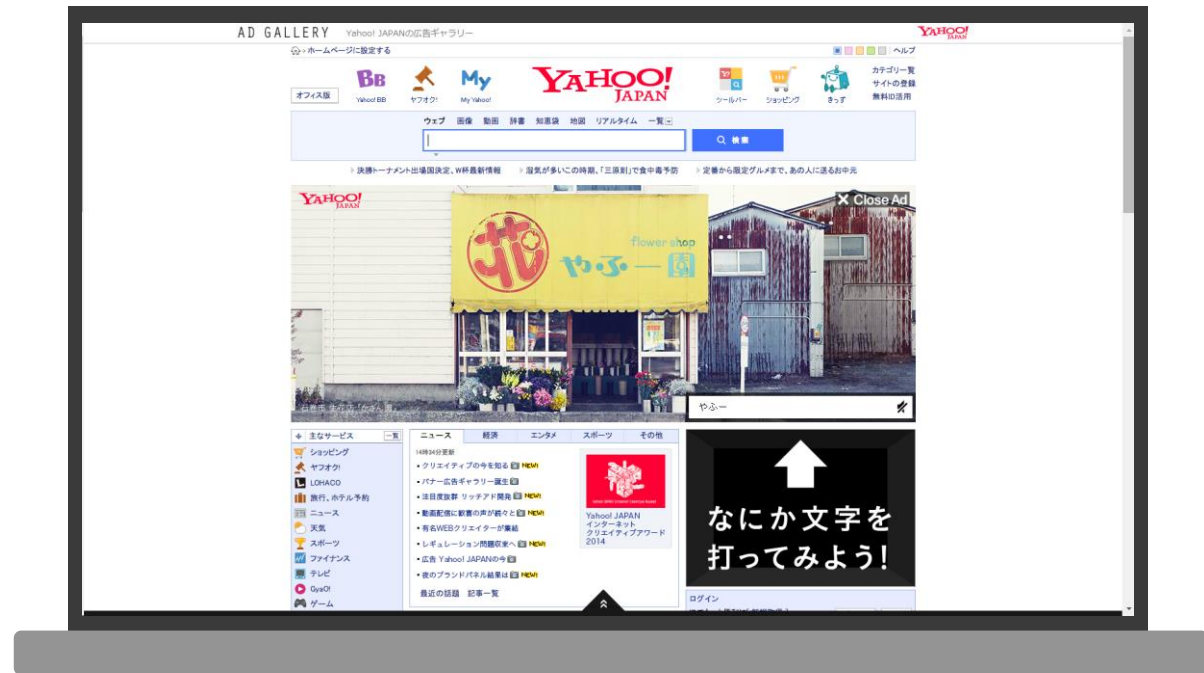 AD GALLERY Yahoo! JAPANの広告ギャラリー
YAHOO!
JAPAN
ホームページに設定する
ヘルプ
BB
My
YAHOO!
JAPAN
カテゴリ一覧
サイトの登録
無料ID活用
オフィス版
Yahoo! BB
ヤフオク!
My Yahoo!
ツールバー
ショッピング
きっず
ウェブ 画像 動画 辞書 知恵袋 地図 リアルタイム 一覧
検索
決勝トーナメント出場国決定、W杯最新情報
湿気が多いこの時期、「三原則」で食中毒予防
定番から限定グルメまで、あの人に送るお中元
YAHOO!
JAPAN
X Close Ad
花
flower shop
やふー園
やふー
主なサービス 一覧
ショッピング
ヤフオク!
LOHACO
旅行、ホテル予約
ニュース
天気
スポーツ
ファイナンス
テレビ
GyaO!
ゲーム
ニュース 経済 エンタメ スポーツ その他
14時34分更新
・クリエイティブの今を知る NEW!
・バナー広告ギャラリー誕生
・注目度抜群 リッチアド開発 NEW!
・動画配信に歓喜の声が続々と NEW!
・有名WEBクリエイターが集結
・レギュレーション問題収束へ NEW!
・広告 Yahoo! JAPANの今
・夜のブランドパネル結果は NEW!
最近の話題 記事一覧
Yahoo! JAPAN
インターネット
クリエイティブアワード
2014
なにか文字を
打ってみよう!
ログイン